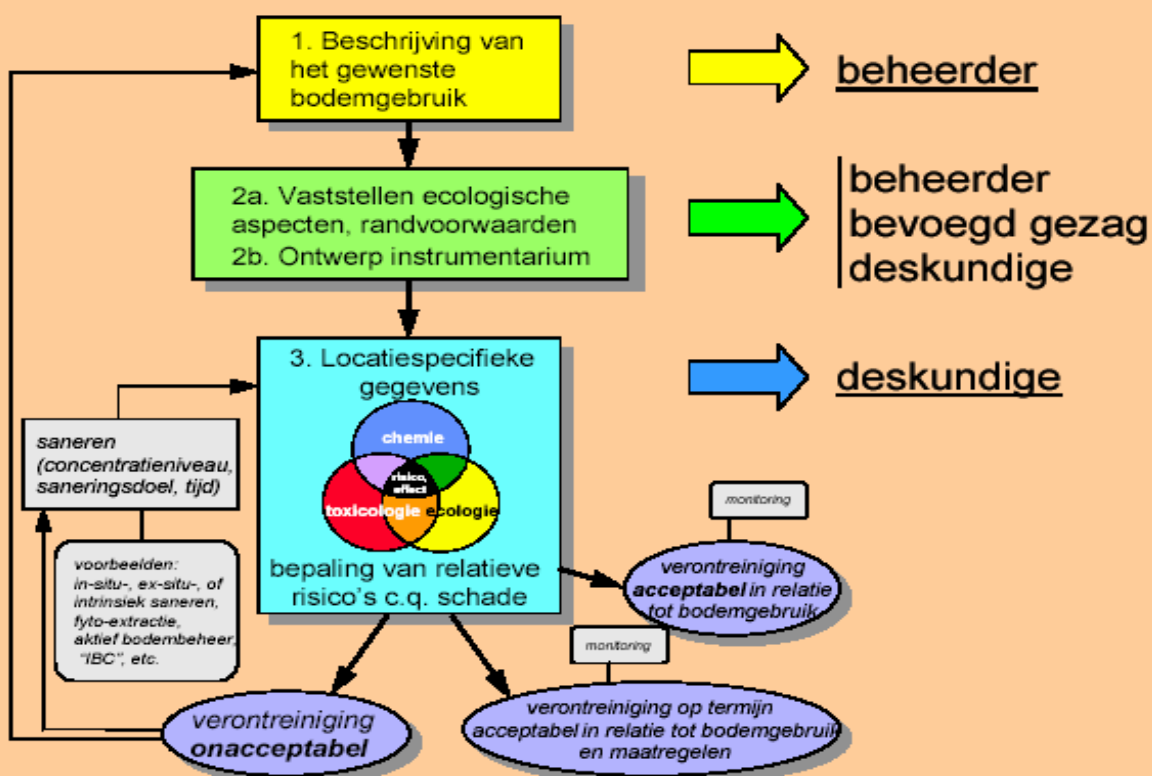 1. Beschrijving van
het gewenste
bodemgebruik
beheerder
2a. Vaststellen ecologische
aspecten, randvoorwaarden
2b. Ontwerp instrumentarium
beheerder
bevoegd gezag
deskundige
3. Locatiespecifieke
gegevens
chemie
risico,
effect
toxicologie
ecologie
bepaling van relatieve
risico's c.q. schade
deskundige
saneren
(concentratieniveau,
saneringsdoel, tijd)
voorbeelden:
in-situ-, ex-situ-, of
intrinsiek saneren,
fyto-extractie,
aktief bodembeheer,
"IBC", etc.
monitoring
verontreiniging
acceptabel in relatie
tot bodemgebruik
monitoring
verontreiniging op termijn
acceptabel in relatie tot bodemgebruik
en maatregelen
verontreiniging
onacceptabel